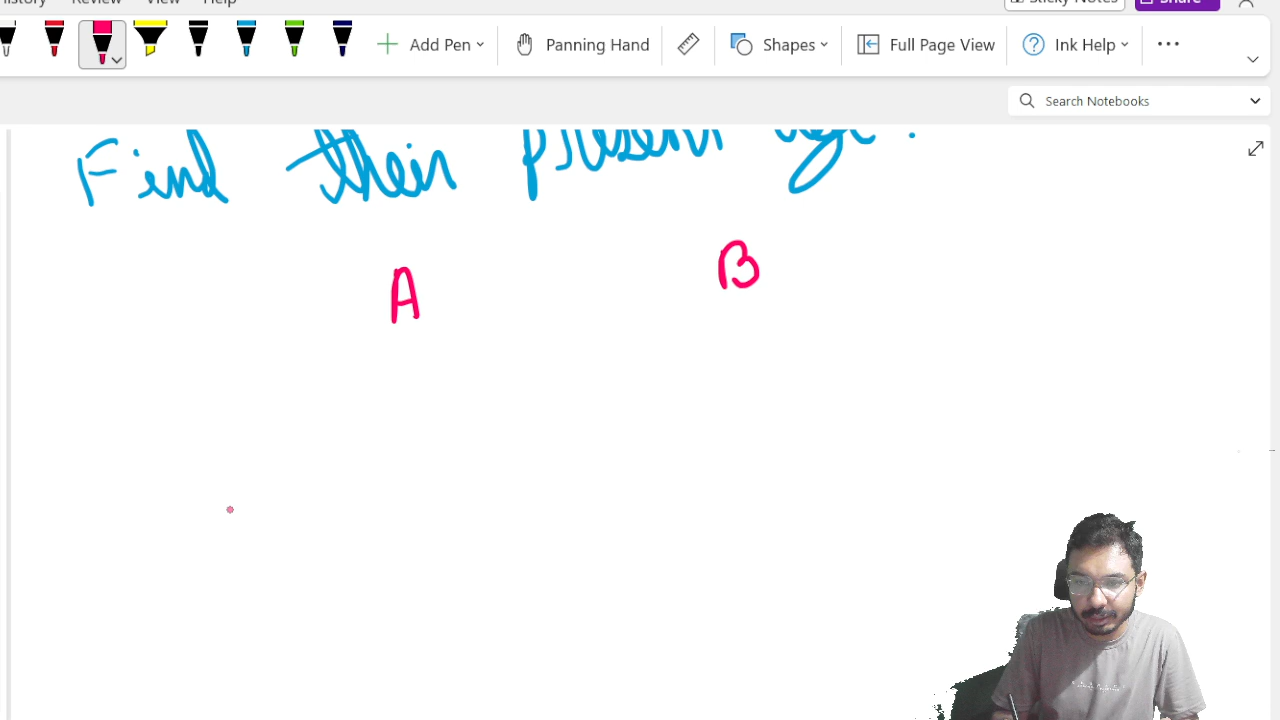 History Review View Help
Sticky Notes Share
Add Pen Panning Hand Shapes Full Page View Ink Help
Search Notebooks
Find their present age?
A B